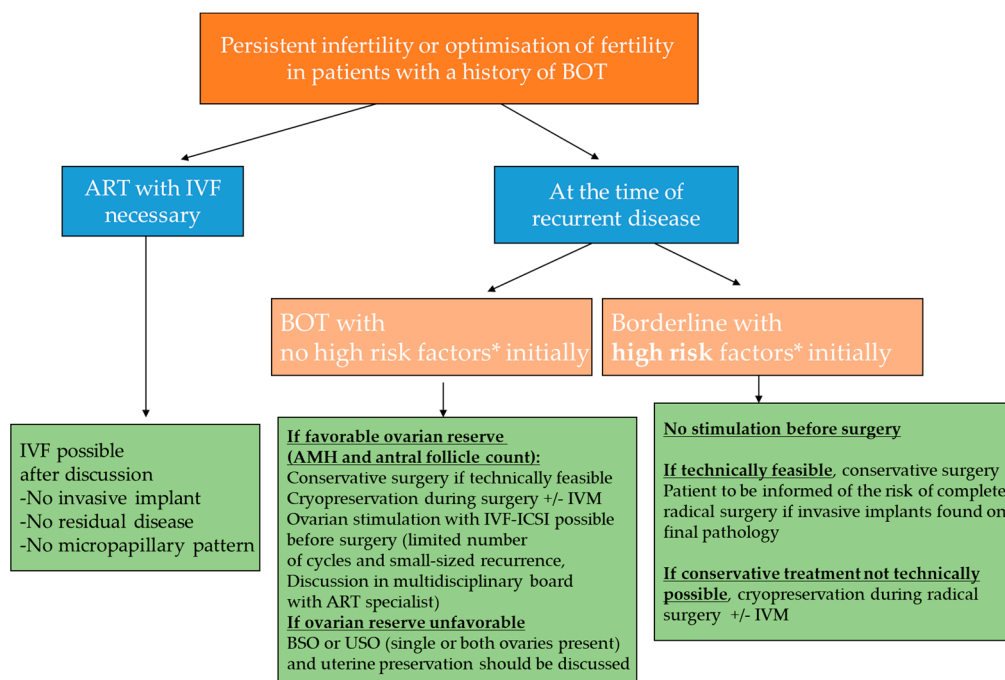 Persistent infertility or optimisation of fertility
in patients with a history of BOT
ART with IVF
necessary
At the time of
recurrent disease
BOT with
no high risk factors* initially
Borderline with
high risk factors* initially
IVF possible
after discussion
-No invasive implant
-No residual disease
-No micropapillary pattern
If favorable ovarian reserve
(AMH and antral follicle count):
Conservative surgery if technically feasible
Cryopreservation during surgery +/- IVM
Ovarian stimulation with IVF-ICSI possible
before surgery (limited number
of cycles and small-sized recurrence,
Discussion in multidisciplinary board
with ART specialist)
If ovarian reserve unfavorable
BSO or USO (single or both ovaries present)
and uterine preservation should be discussed
No stimulation before surgery
If technically feasible, conservative surgery
Patient to be informed of the risk of complete
radical surgery if invasive implants found on
final pathology
If conservative treatment not technically
possible, cryopreservation during radical
surgery +/- IVM